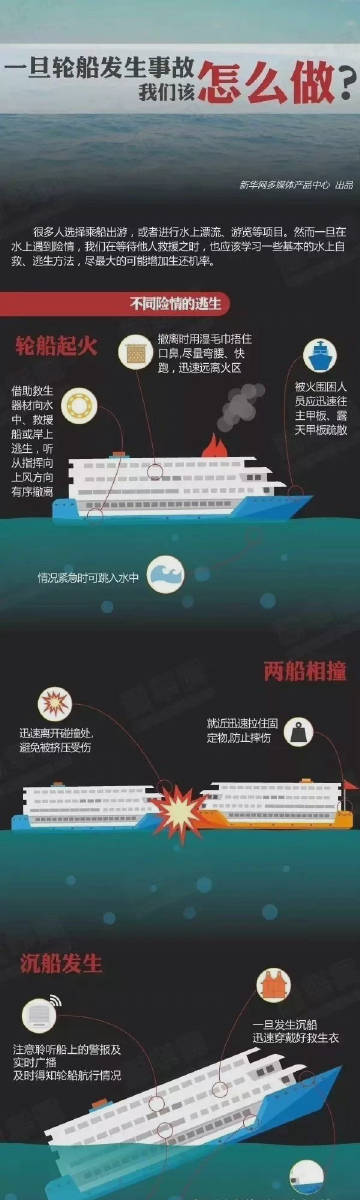 一旦轮船发生事故
我们该
怎么做?
新华网多媒体产品中心 出品
很多人选择乘船出游，或者进行水上漂流、游览等项目。然而一旦在
水上遇到险情，我们在等待他人救援之时，也应该学习一些基本的水上自
救、逃生方法，尽最大的可能增加生还机率。
不同险情的逃生
轮船起火
撤离时用湿毛巾捂住
口鼻,尽量弯腰、快
跑，迅速远离火区
借助救生
器材向水
中、救援
船或岸上
逃生，听
从指挥向
上风方向
有序撤离
被火围困人
员应迅速往
主甲板、露
天甲板疏散
情况紧急时可跳入水中
两船相撞
迅速离开碰撞处,
避免被挤压受伤
就近迅速拉住固
定物,防止摔伤
沉船发生
注意聆听船上的警报及
实时广播
及时得知轮船航行情况
一旦发生沉船
迅速穿戴好救生衣